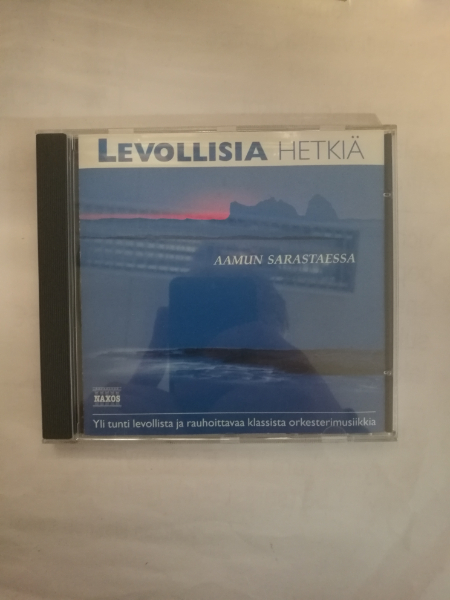 LEVOLLISIA HETKIÄ
AAMUN SARASTAESSA
NAXOS
Yli tunti levollista ja rauhoittavaa klassista orkesterimusiikkia